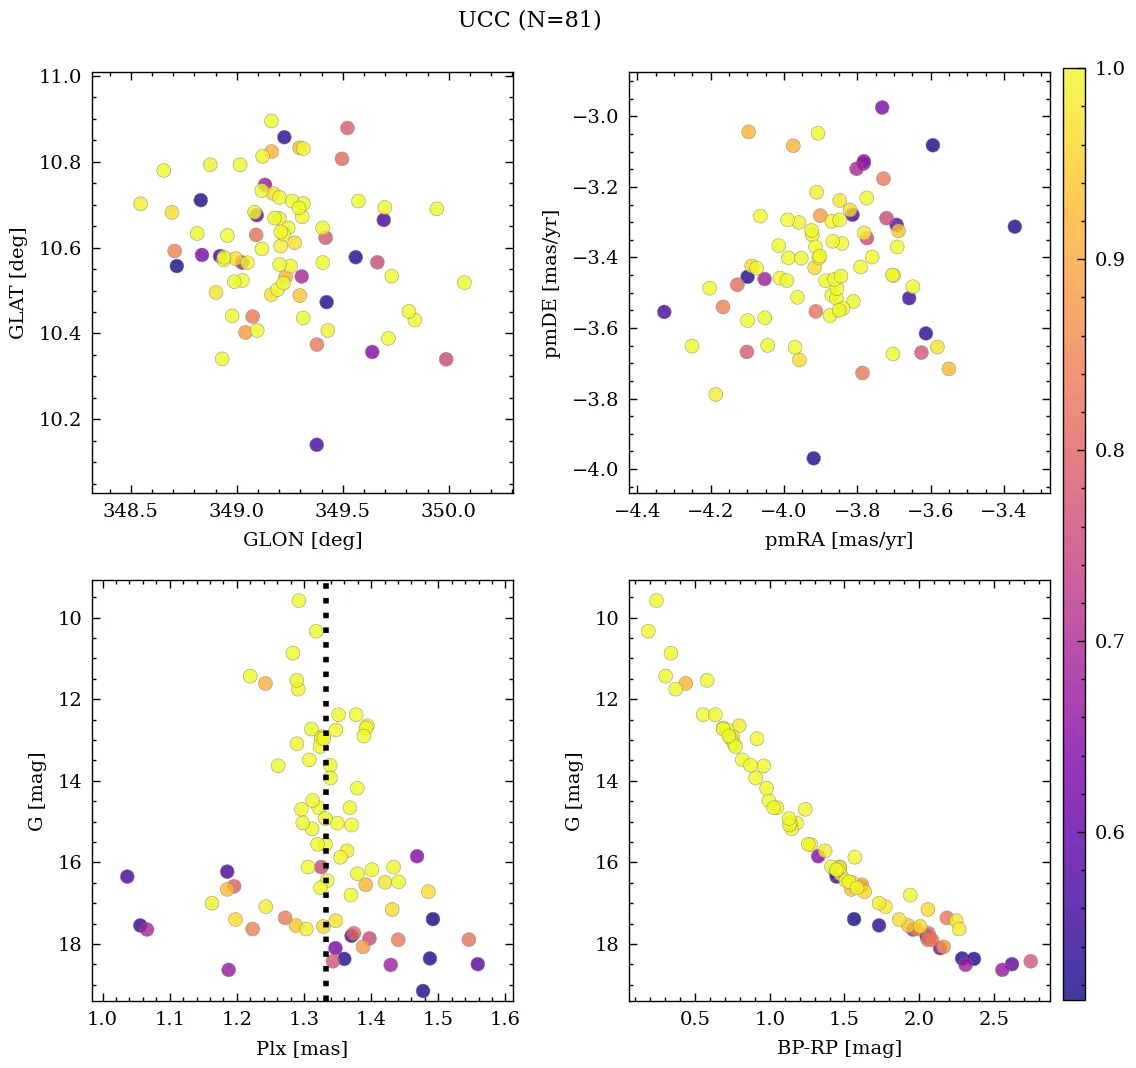 UCC (N=81)
11.0
10.8
10.6
10.4
10.2
GLAT [deg]
348.5 349.0 349.5 350.0
GLON [deg]
−3.0
−3.2
−3.4
−3.6
−3.8
−4.0
pmDE [mas/yr]
−4.4 −4.2 −4.0 −3.8 −3.6 −3.4
pmRA [mas/yr]
1.0
0.9
0.8
0.7
0.6
10
12
14
16
18
G [mag]
1.0 1.1 1.2 1.3 1.4 1.5 1.6
Plx [mas]
10
12
14
16
18
G [mag]
0.5 1.0 1.5 2.0 2.5
BP-RP [mag]